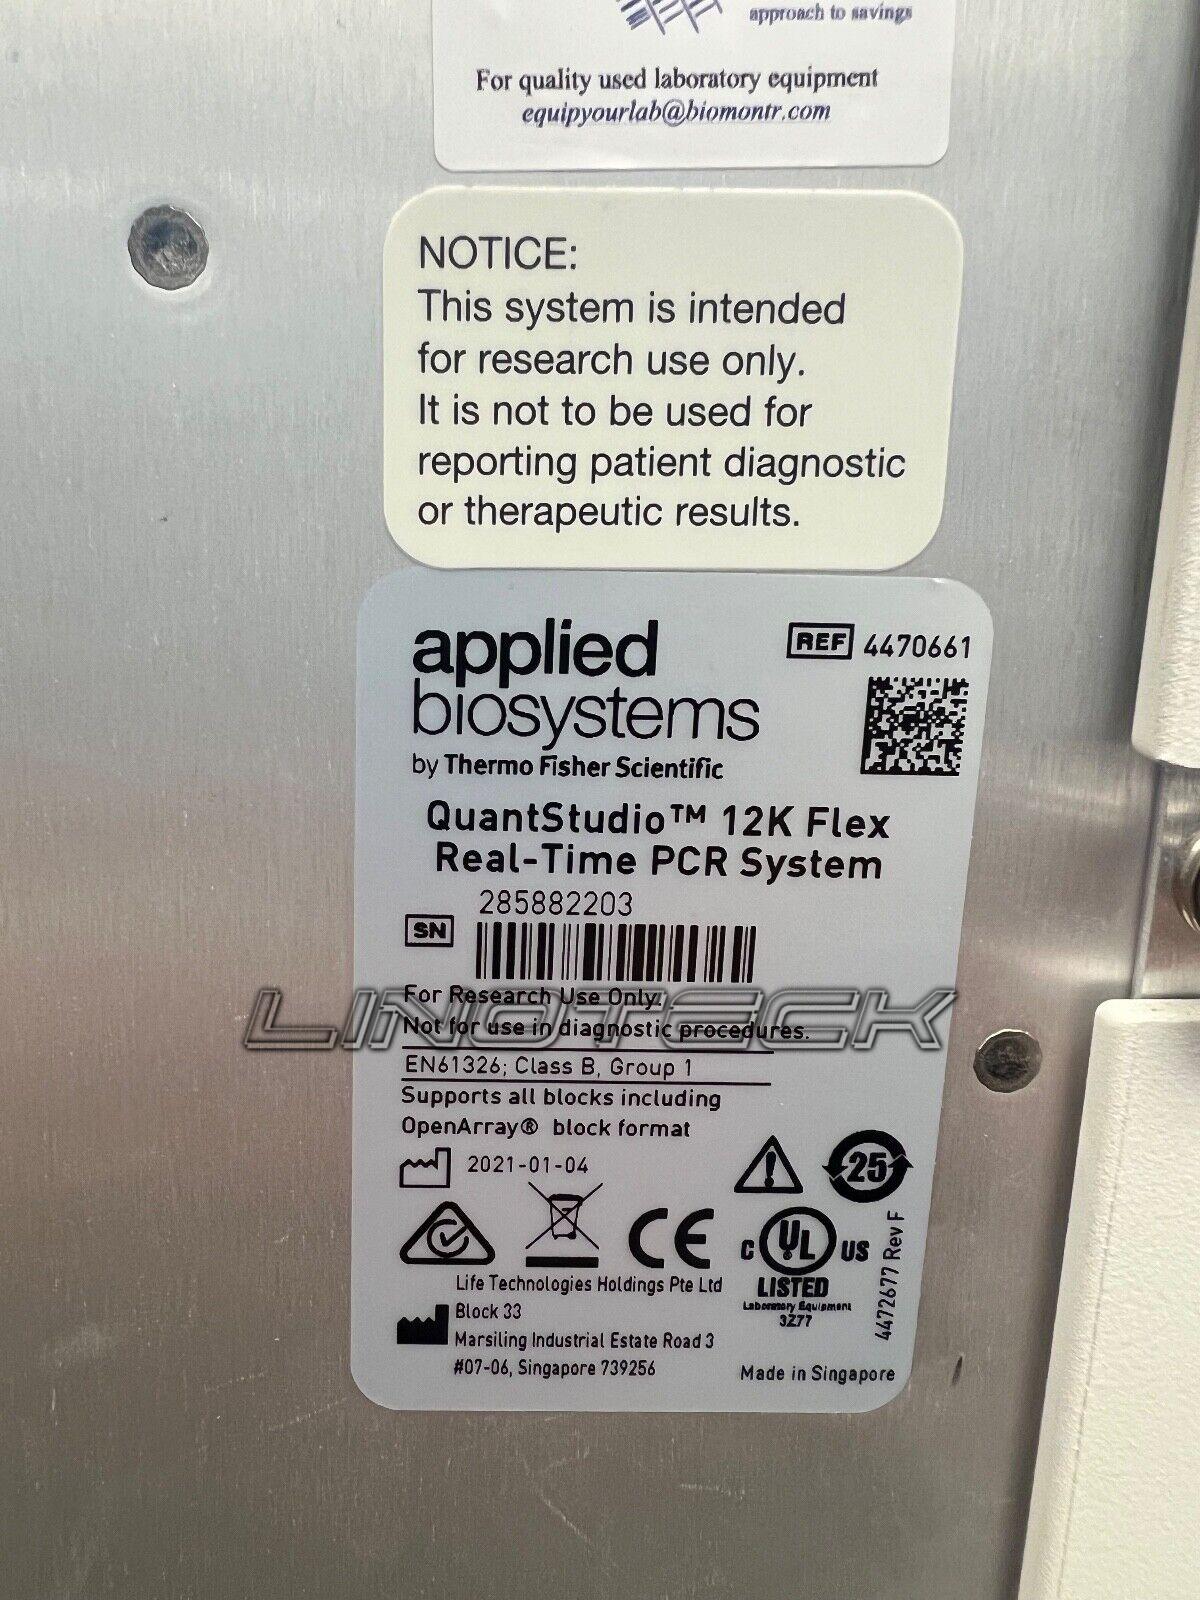 approach to savings
For quality used laboratory equipment
equipyourlab@biomontr.com
NOTICE:
This system is intended
for research use only.
It is not to be used for
reporting patient diagnostic
or therapeutic results.
applied
biosystems
by Thermo Fisher Scientific
REF 4470661
QuantStudio™ 12K Flex
Real-Time PCR System
285882203
SN
For Research Use Only.
LINOTECK
Not for use in diagnostic procedures.
EN61326; Class B, Group 1
Supports all blocks including
OpenArray® block format
2021-01-04
25
CE
C UL US
LISTED
Laboratory Equipment
3Z77
4472677 Rev F
Life Technologies Holdings Pte Ltd
Block 33
Marsiling Industrial Estate Road 3
#07-06, Singapore 739256
Made in Singapore